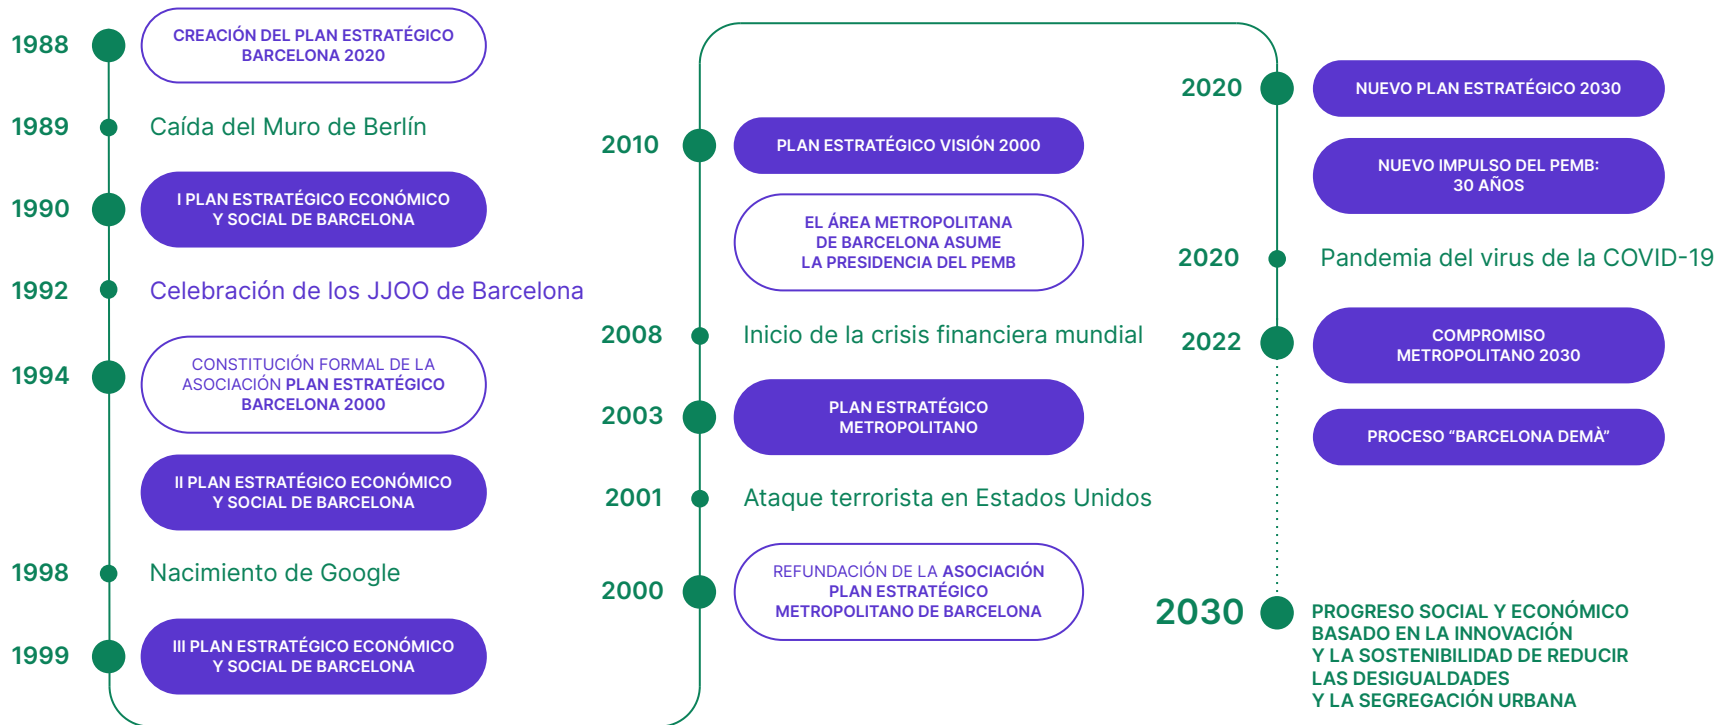 1988
CREACIÓN DEL PLAN ESTRATÉGICO
BARCELONA 2020
1989
Caída del Muro de Berlín
1990
I PLAN ESTRATÉGICO ECONÓMICO
Y SOCIAL DE BARCELONA
1992
Celebración de los JJOO de Barcelona
1994
CONSTITUCIÓN FORMAL DE LA
ASOCIACIÓN PLAN ESTRATÉGICO
BARCELONA 2000
II PLAN ESTRATÉGICO ECONÓMICO
Y SOCIAL DE BARCELONA
1998
Nacimiento de Google
1999
III PLAN ESTRATÉGICO ECONÓMICO
Y SOCIAL DE BARCELONA
2010
PLAN ESTRATÉGICO VISIÓN 2000
EL ÁREA METROPOLITANA
DE BARCELONA ASUME
LA PRESIDENCIA DEL PEMB
2008
Inicio de la crisis financiera mundial
2003
PLAN ESTRATÉGICO
METROPOLITANO
2001
Ataque terrorista en Estados Unidos
2000
REFUNDACIÓN DE LA ASOCIACIÓN
PLAN ESTRATÉGICO
METROPOLITANO DE BARCELONA
2020
NUEVO PLAN ESTRATÉGICO 2030
NUEVO IMPULSO DEL PEMB:
30 AÑOS
2020
Pandemia del virus de la COVID-19
2022
COMPROMISO
METROPOLITANO 2030
PROCESO “BARCELONA DEMÀ”
2030
PROGRESO SOCIAL Y ECONÓMICO
BASADO EN LA INNOVACIÓN
Y LA SOSTENIBILIDAD DE REDUCIR
LAS DESIGUALDADES
Y LA SEGREGACIÓN URBANA